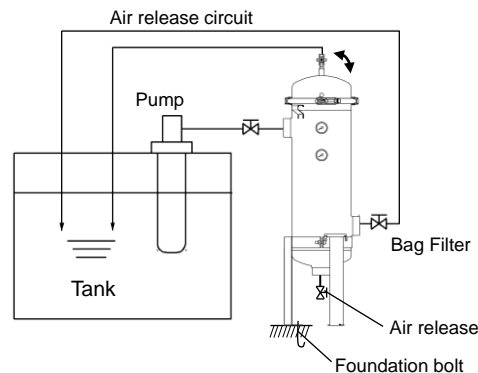 Air release circuit
Pump
Bag Filter
Tank
Air release
Foundation bolt